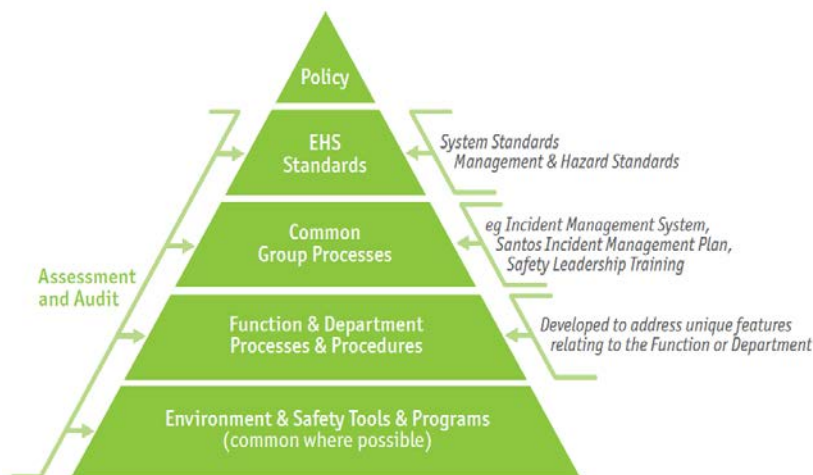 Policy
EHS
Standards
System Standards
Management & Hazard Standards
Common
Group Processes
eg Incident Management System,
Santos Incident Management Plan,
Safety Leadership Training
Assessment
and Audit
Function & Department
Processes & Procedures
Developed to address unique features
relating to the Function or Department
Environment & Safety Tools & Programs
(common where possible)